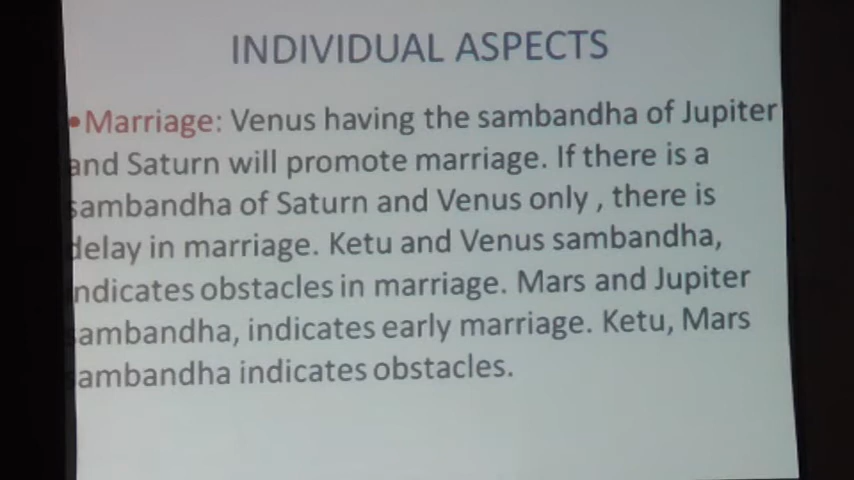 INDIVIDUAL ASPECTS
•Marriage: Venus having the sambandha of Jupiter
and Saturn will promote marriage. If there is a
sambandha of Saturn and Venus only , there is
delay in marriage. Ketu and Venus sambandha,
indicates obstacles in marriage. Mars and Jupiter
sambandha, indicates early marriage. Ketu, Mars
sambandha indicates obstacles.